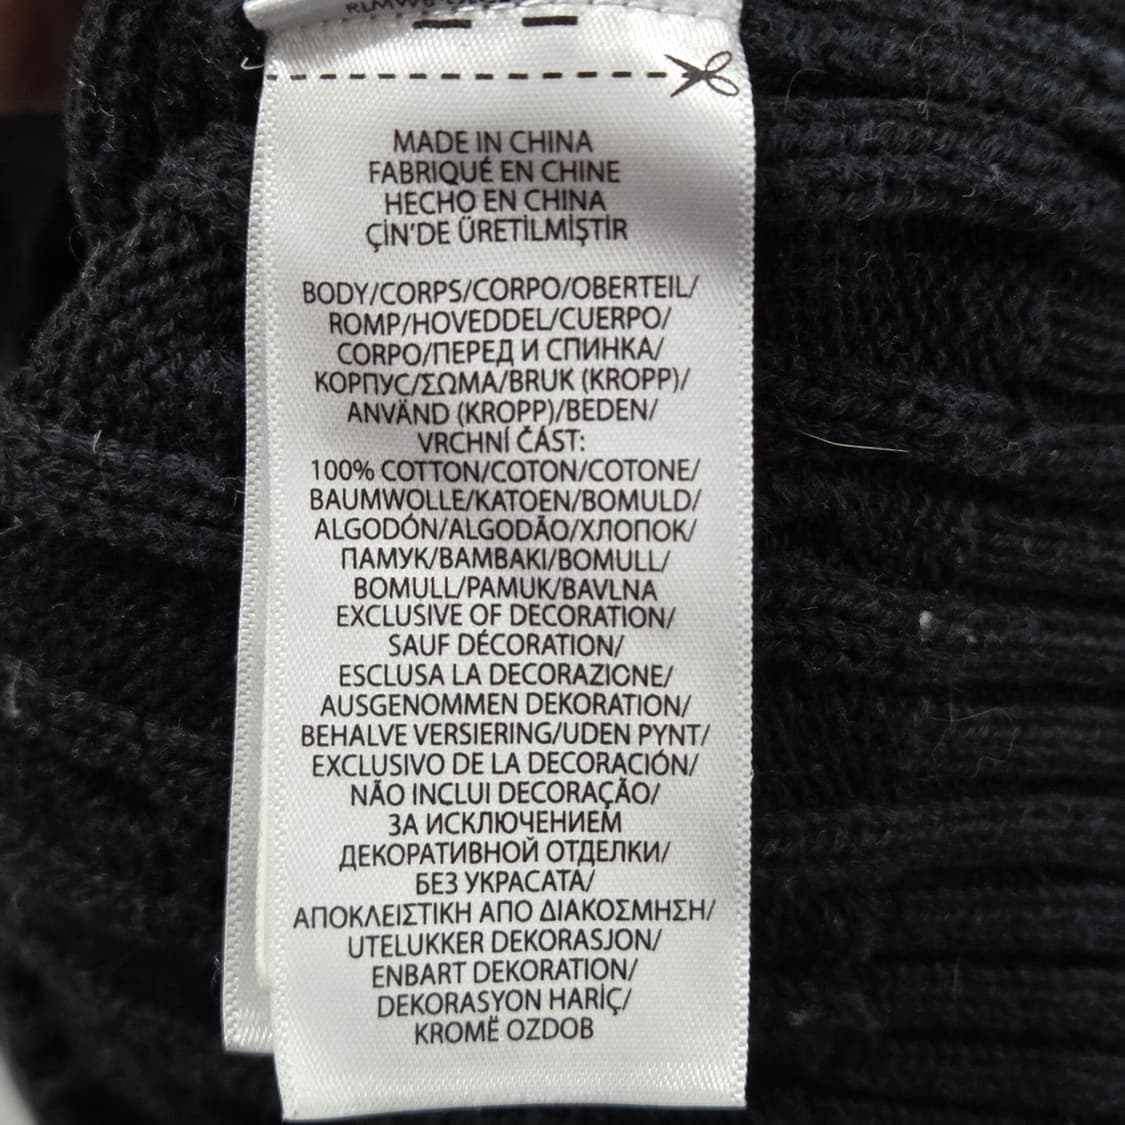 MADE IN CHINA
FABRIQUÉ EN CHINE
HECHO EN CHINA
ÇİN'DE ÜRETİLMİŞTİR
BODY/CORPS/CORPO/OBERTEIL/
ROMP/HOVEDDEL/CUERPO/
CORPO/ПЕРЕД И СПИНКА/
КОРПУС/ΣΩΜΑ/BRUK (KROPP)/
ANVÄND (KROPP)/BEDEN/
VRCHNÍ ČÁST:
100% COTTON/COTON/COTONE/
BAUMWOLLE/KATOEN/BOMULD/
ALGODÓN/ALGODÃO/ХЛОПОК/
ПАМУК/ΒΑΜΒΑΚΙ/BOMULL/
BOMULL/PAMUK/BAVLNA
EXCLUSIVE OF DECORATION/
SAUF DÉCORATION/
ESCLUSA LA DECORAZIONE/
AUSGENOMMEN DEKORATION/
BEHALVE VERSIERING/UDEN PYNT/
EXCLUSIVO DE LA DECORACIÓN/
NÃO INCLUI DECORAÇÃO/
ЗА ИСКЛЮЧЕНИЕМ
ДЕКОРАТИВНОЙ ОТДЕЛКИ/
БЕЗ УКРАСАТА/
ΑΠΟΚΛΕΙΣΤΙΚΗ ΑΠΟ ΔΙΑΚΟΣΜΗΣΗ/
UTELUKKER DEKORASJON/
ENBART DEKORATION/
DEKORASYON HARİÇ/
KROMË OZDOB